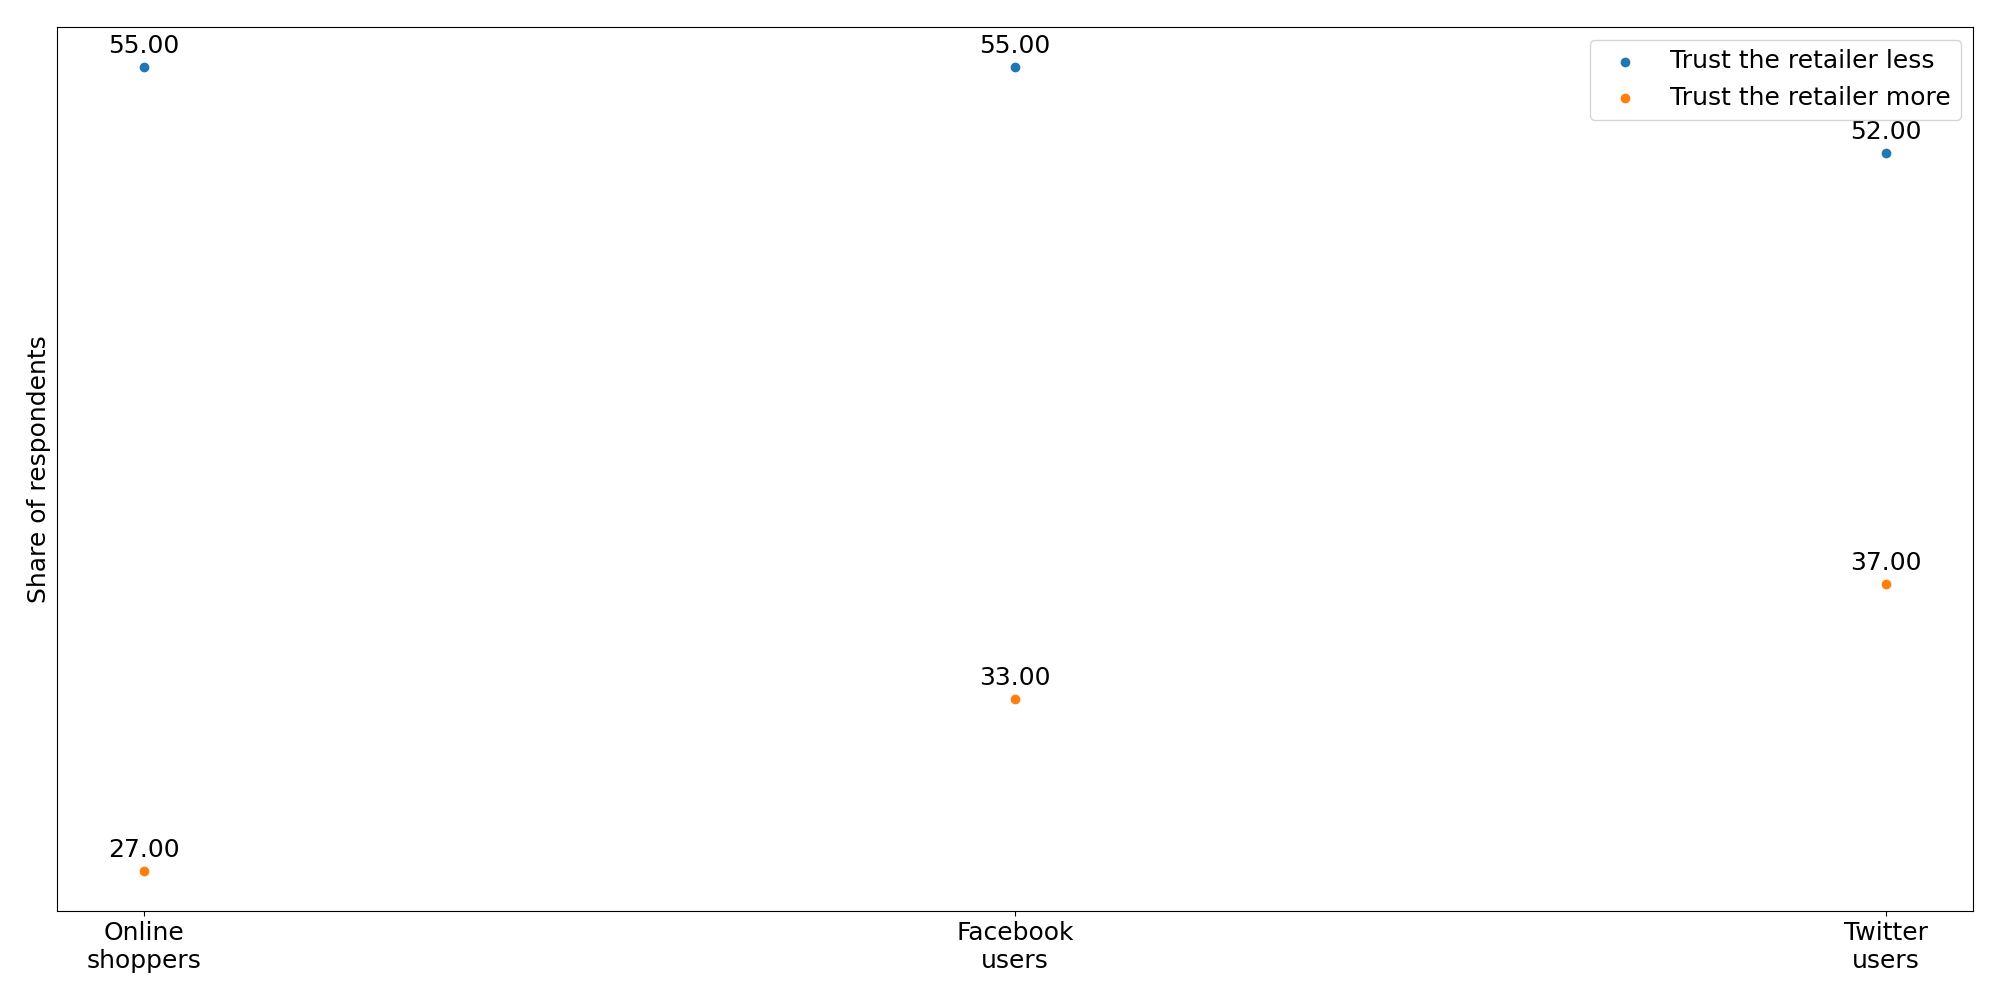 55.00
55.00
Trust the retailer less
Trust the retailer more
52.00
Share of respondents
37.00
33.00
27.00
Online
shoppers
Facebook
users
Twitter
users